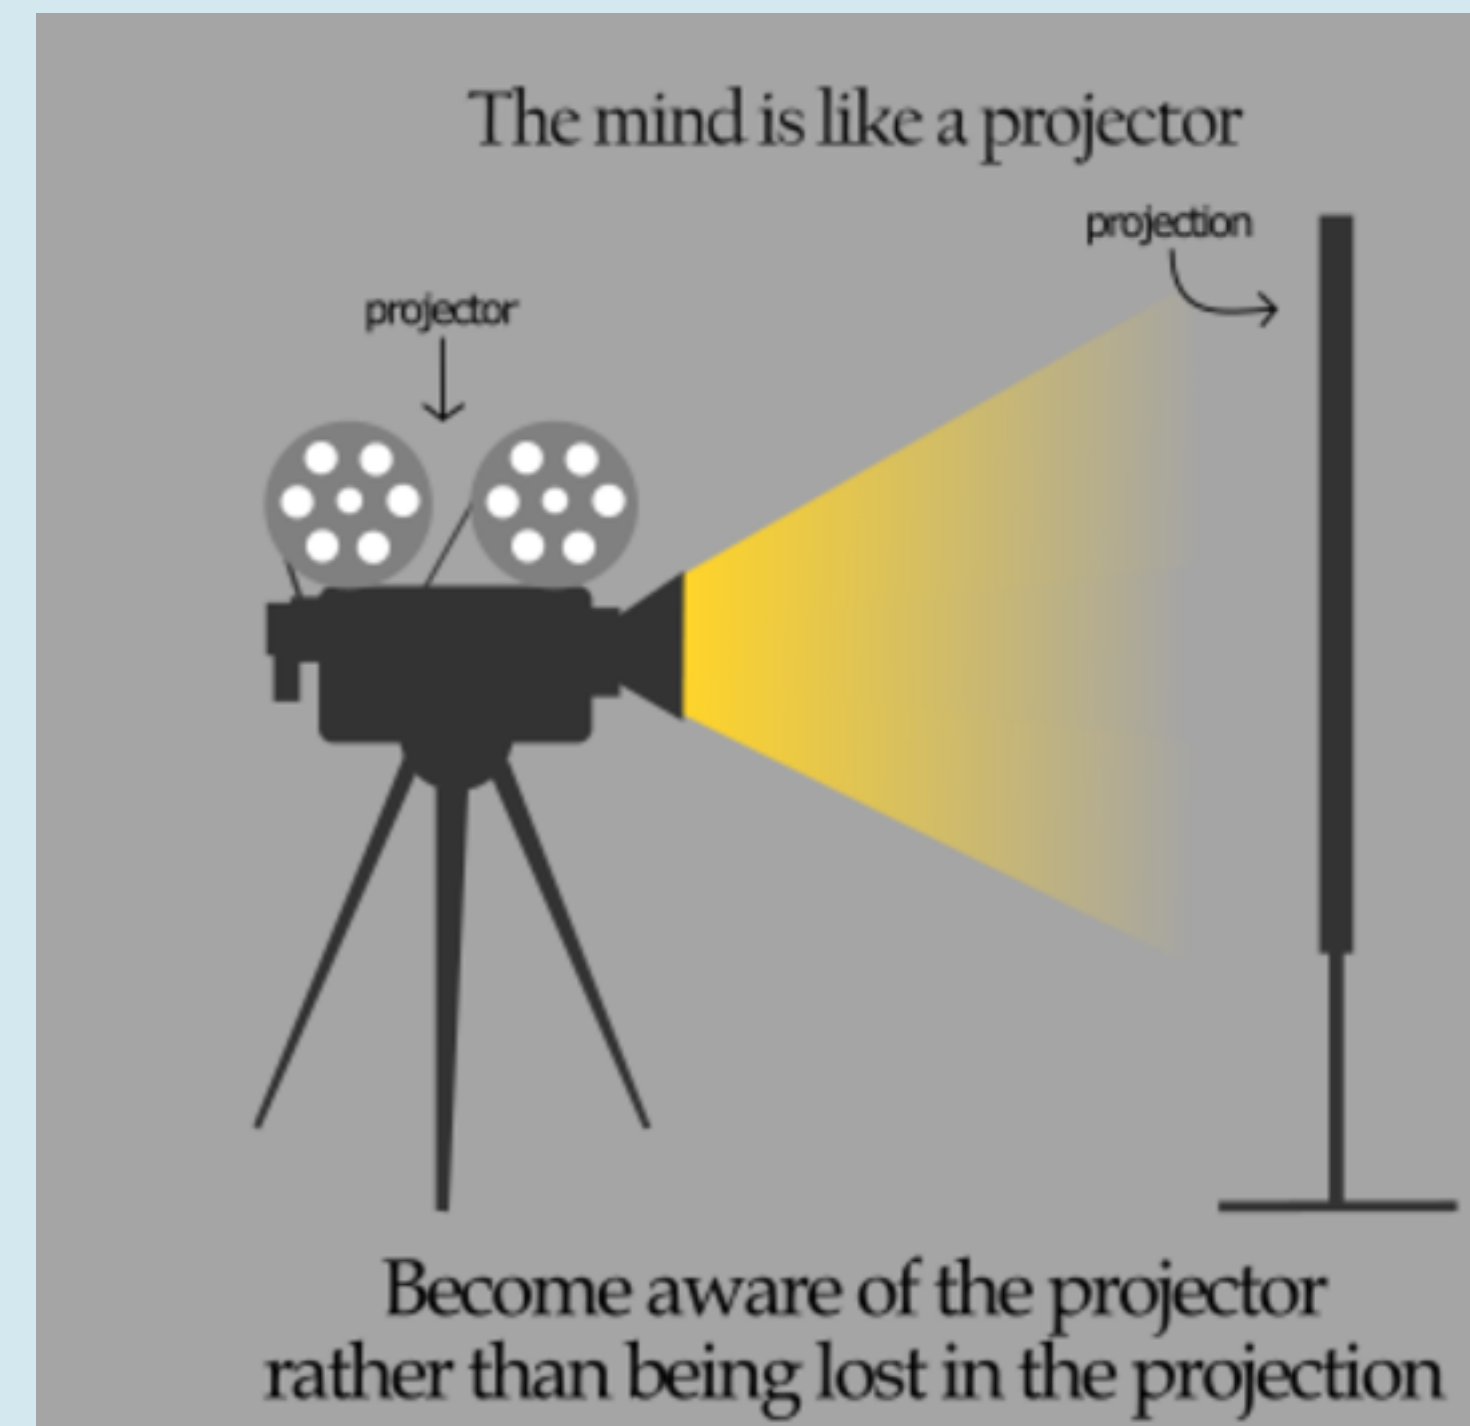 The mind is like a projector
projection
projector
Become aware of the projector
rather than being lost in the projection